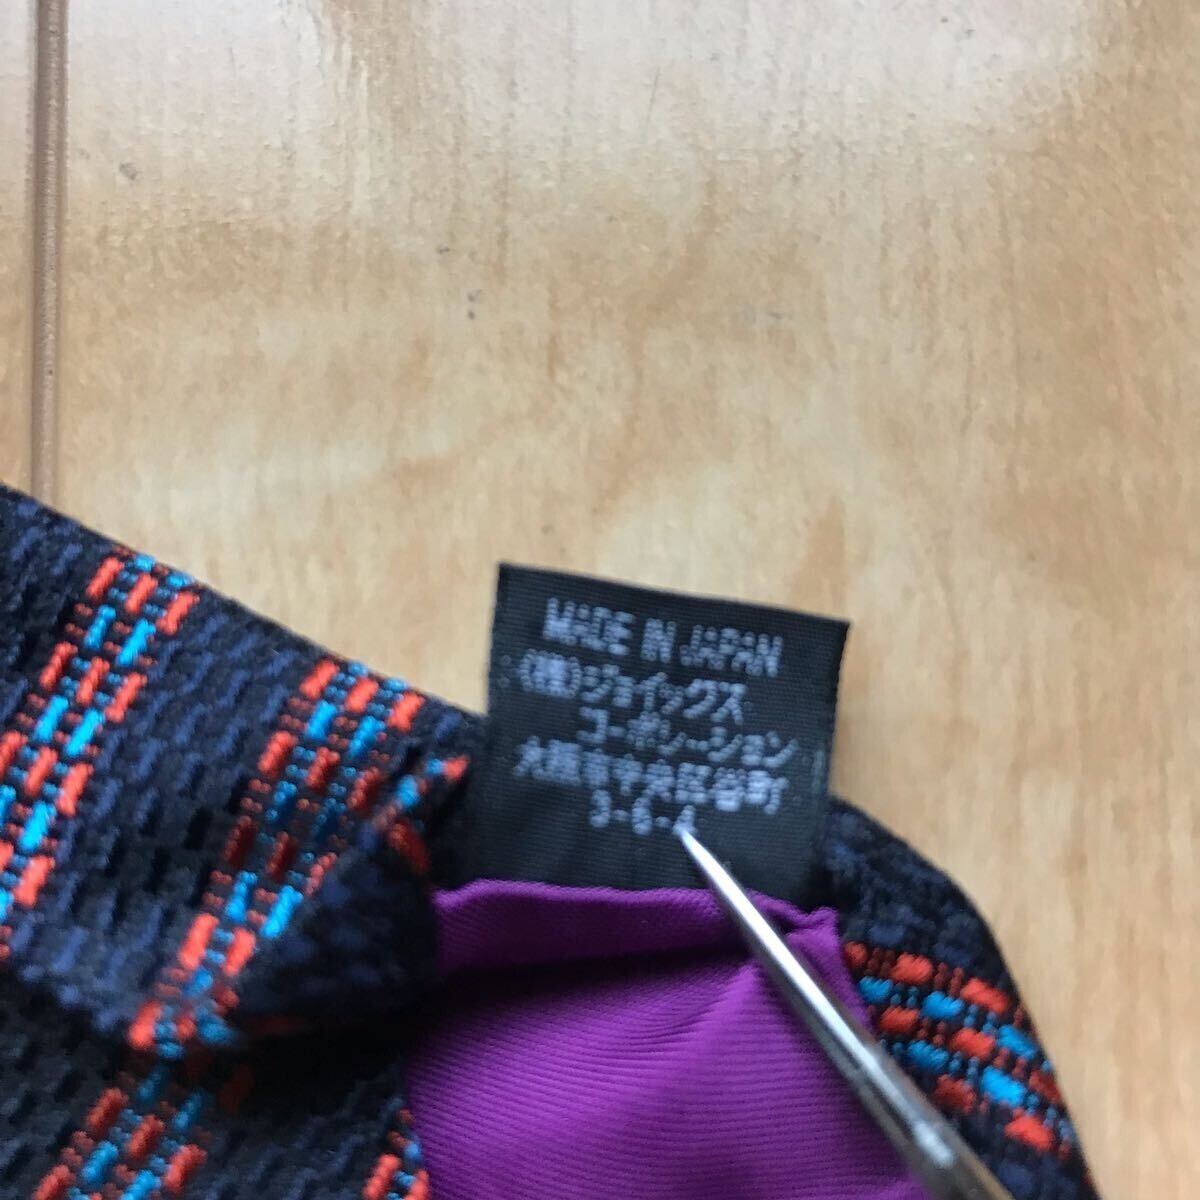 MADE IN JAPAN
(株)ジョイックス
コーポレーション
大阪市中央区谷町
3-6-4